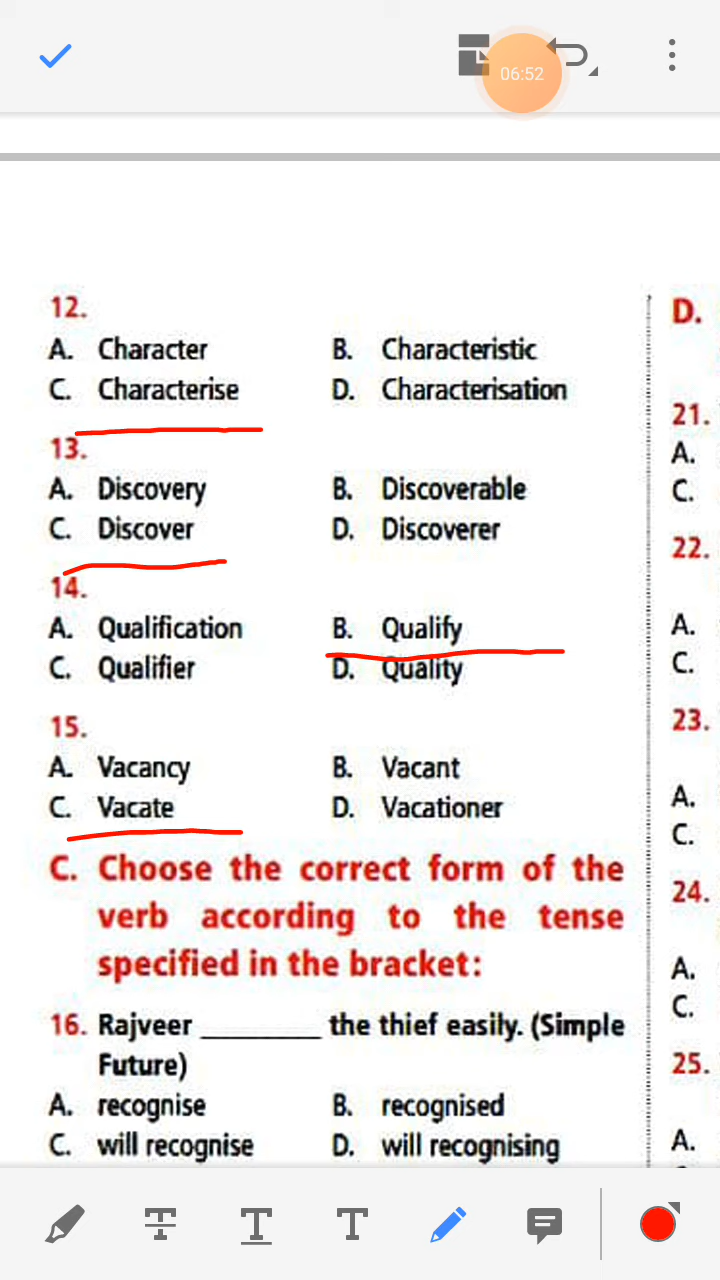 06:52
12.
A. Character B. Characteristic
C. Characterise D. Characterisation
13.
A. Discovery B. Discoverable
C. Discover D. Discoverer
14.
A. Qualification B. Qualify
C. Qualifier D. Quality
15.
A. Vacancy B. Vacant
C. Vacate D. Vacationer
C. Choose the correct form of the
verb according to the tense
specified in the bracket:
16. Rajveer ________ the thief easily. (Simple
Future)
A. recognise B. recognised
C. will recognise D. will recognising
D.
21.
A.
C.
22.
A.
C.
23.
A.
C.
24.
A.
C.
25.
A.
T T T